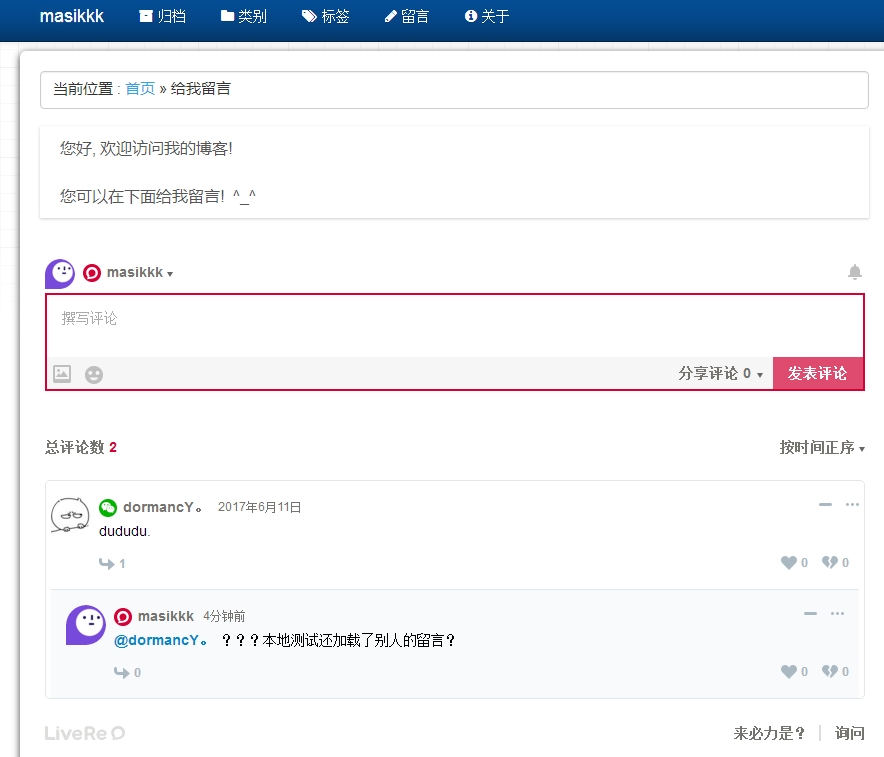 masikkk 归档 类别 标签 留言 关于
当前位置 : 首页 » 给我留言
您好, 欢迎访问我的博客!
您可以在下面给我留言! ^_^
masikkk
撰写评论
分享评论 0 发表评论
总评论数 2 按时间正序
dormancY。 2017年6月11日
dududu.
1 0 0
masikkk 4分钟前
@dormancY。 ？？？本地测试还加载了别人的留言？
0 0 0
LiveRe 来必力是？ 询问